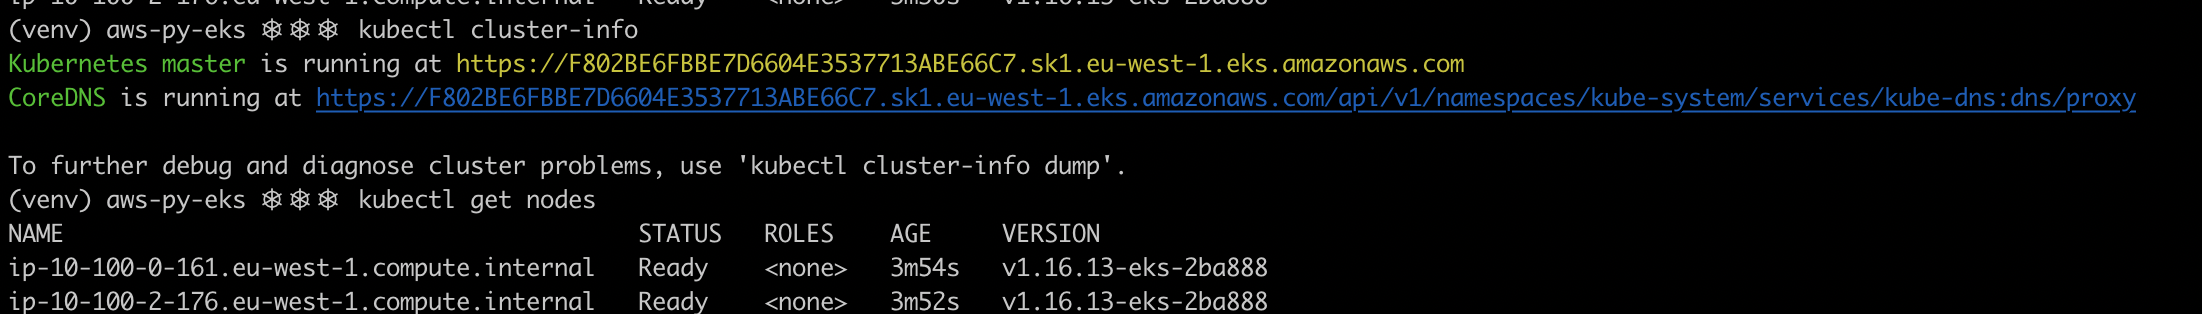 ip-10-100-2-176.eu-west-1.compute.internal   Ready    <none>   3m50s   v1.16.13-eks-2ba888
(venv) aws-py-eks ⎈⎈⎈ kubectl cluster-info
Kubernetes master is running at https://F802BE6FBBE7D6604E3537713ABE66C7.sk1.eu-west-1.eks.amazonaws.com
CoreDNS is running at https://F802BE6FBBE7D6604E3537713ABE66C7.sk1.eu-west-1.eks.amazonaws.com/api/v1/namespaces/kube-system/services/kube-dns:dns/proxy

To further debug and diagnose cluster problems, use 'kubectl cluster-info dump'.
(venv) aws-py-eks ⎈⎈⎈ kubectl get nodes
NAME                                         STATUS   ROLES    AGE     VERSION
ip-10-100-0-161.eu-west-1.compute.internal   Ready    <none>   3m54s   v1.16.13-eks-2ba888
ip-10-100-2-176.eu-west-1.compute.internal   Ready    <none>   3m52s   v1.16.13-eks-2ba888